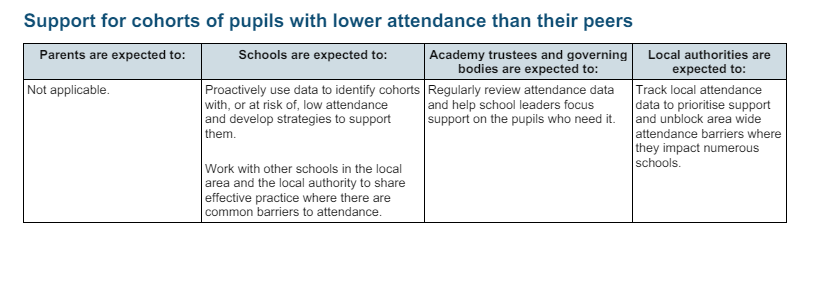 Support for cohorts of pupils with lower attendance than their peers
Parents are expected to:
Schools are expected to:
Academy trustees and governing
bodies are expected to:
Local authorities are
expected to:
Not applicable.
Proactively use data to identify cohorts
with, or at risk of, low attendance
and develop strategies to support
them.
Work with other schools in the local
area and the local authority to share
effective practice where there are
common barriers to attendance.
Regularly review attendance data
and help school leaders focus
support on the pupils who need it.
Track local attendance
data to prioritise support
and unblock area wide
attendance barriers where
they impact numerous
schools.